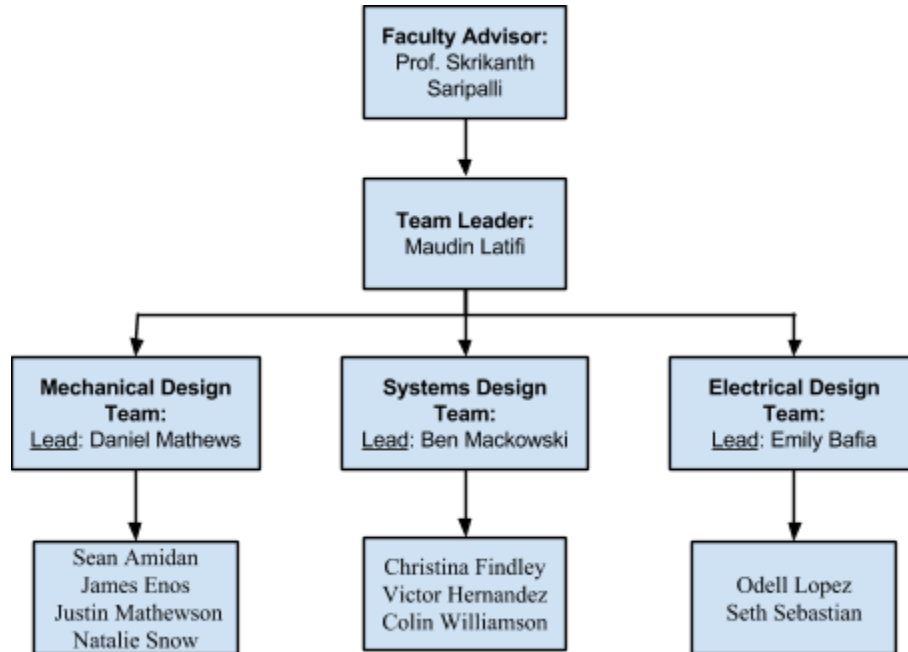 Faculty Advisor:
Prof. Skrikanth
Saripalli
Team Leader:
Maudin Latifi
Mechanical Design
Team:
Lead: Daniel Mathews
Systems Design
Team:
Lead: Ben Mackowski
Electrical Design
Team:
Lead: Emily Bafia
Sean Amidan
James Enos
Justin Mathewson
Natalie Snow
Christina Findley
Victor Hernandez
Colin Williamson
Odell Lopez
Seth Sebastian